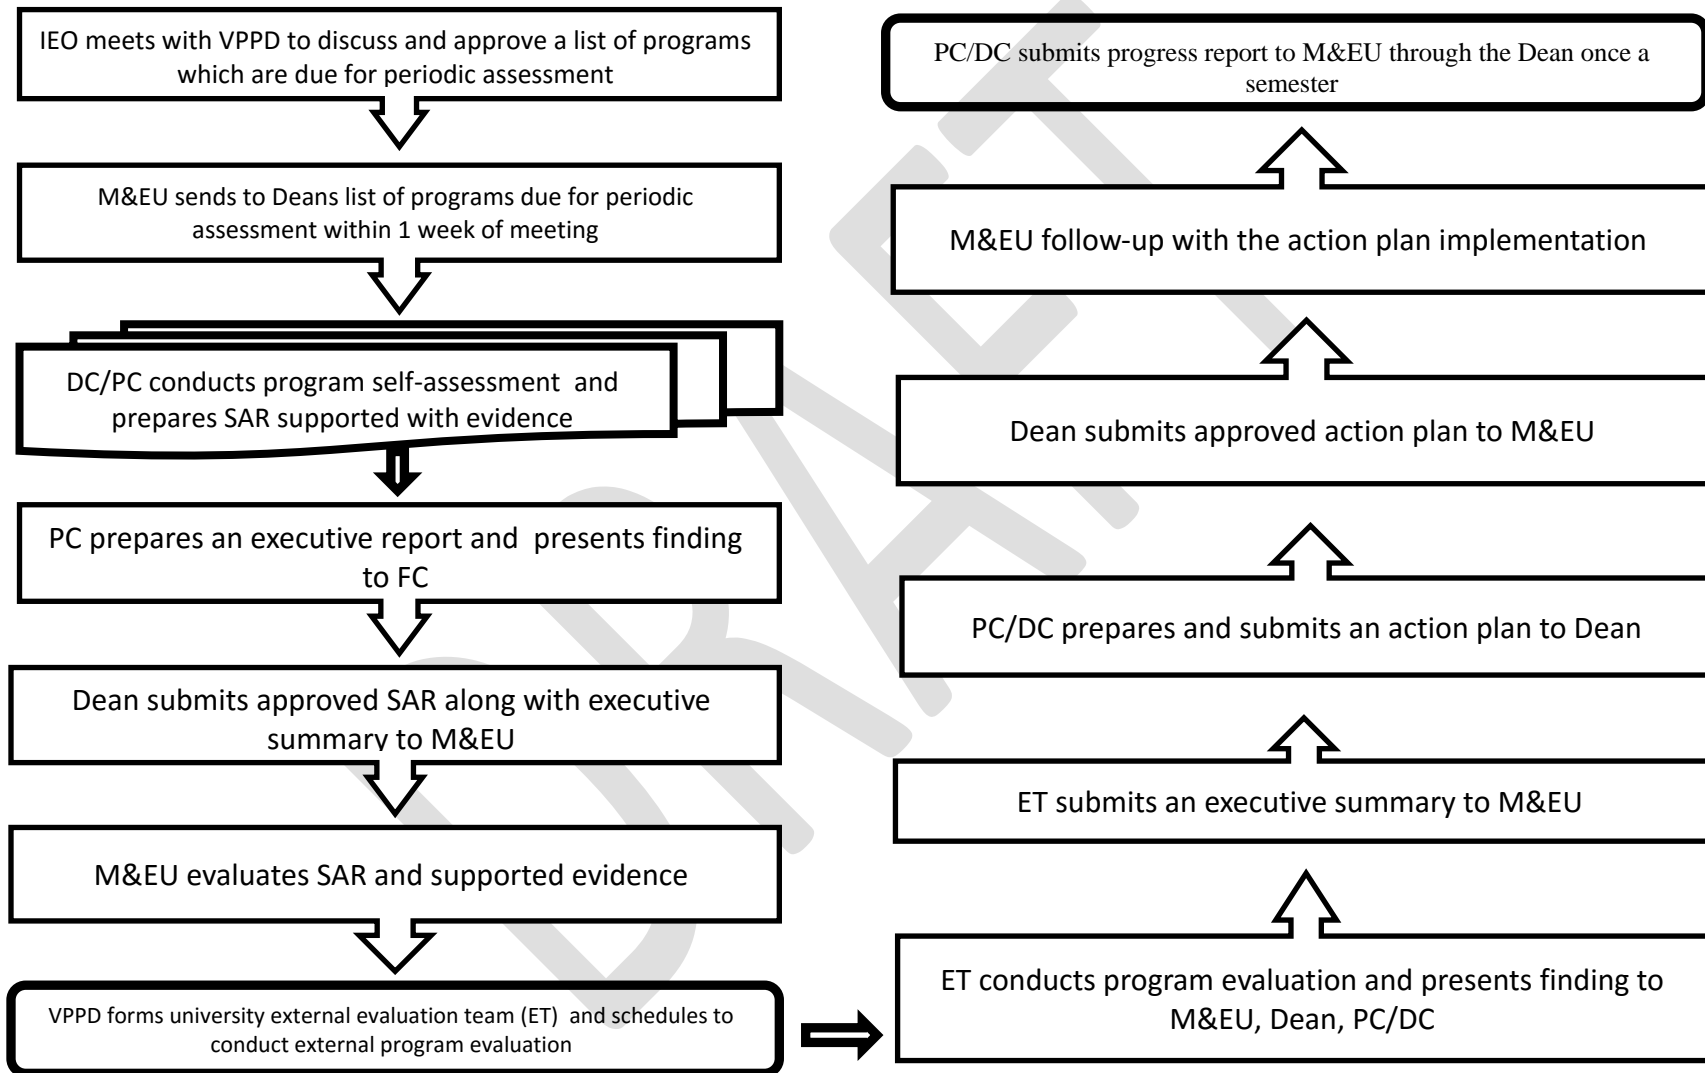 IEO meets with VPPD to discuss and approve a list of programs
which are due for periodic assessment
M&EU sends to Deans list of programs due for periodic
assessment within 1 week of meeting
DC/PC conducts program self-assessment and
prepares SAR supported with evidence
PC prepares an executive report and presents finding
to FC
Dean submits approved SAR along with executive
summary to M&EU
M&EU evaluates SAR and supported evidence
VPPD forms university external evaluation team (ET) and schedules to
conduct external program evaluation
ET conducts program evaluation and presents finding to
M&EU, Dean, PC/DC
ET submits an executive summary to M&EU
PC/DC prepares and submits an action plan to Dean
Dean submits approved action plan to M&EU
M&EU follow-up with the action plan implementation
PC/DC submits progress report to M&EU through the Dean once a
semester
DRAFT